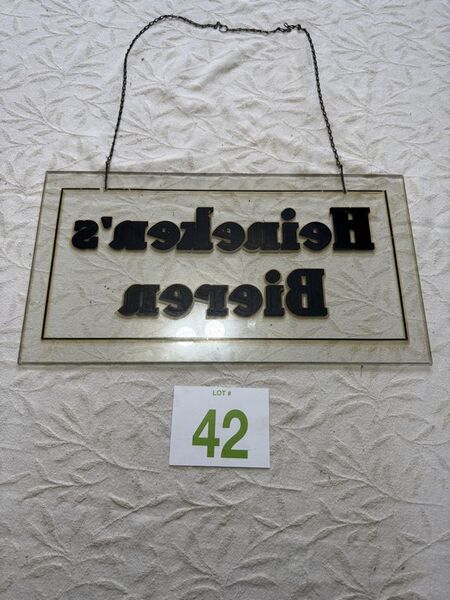 Heineken's
Bieren
LOT #
42